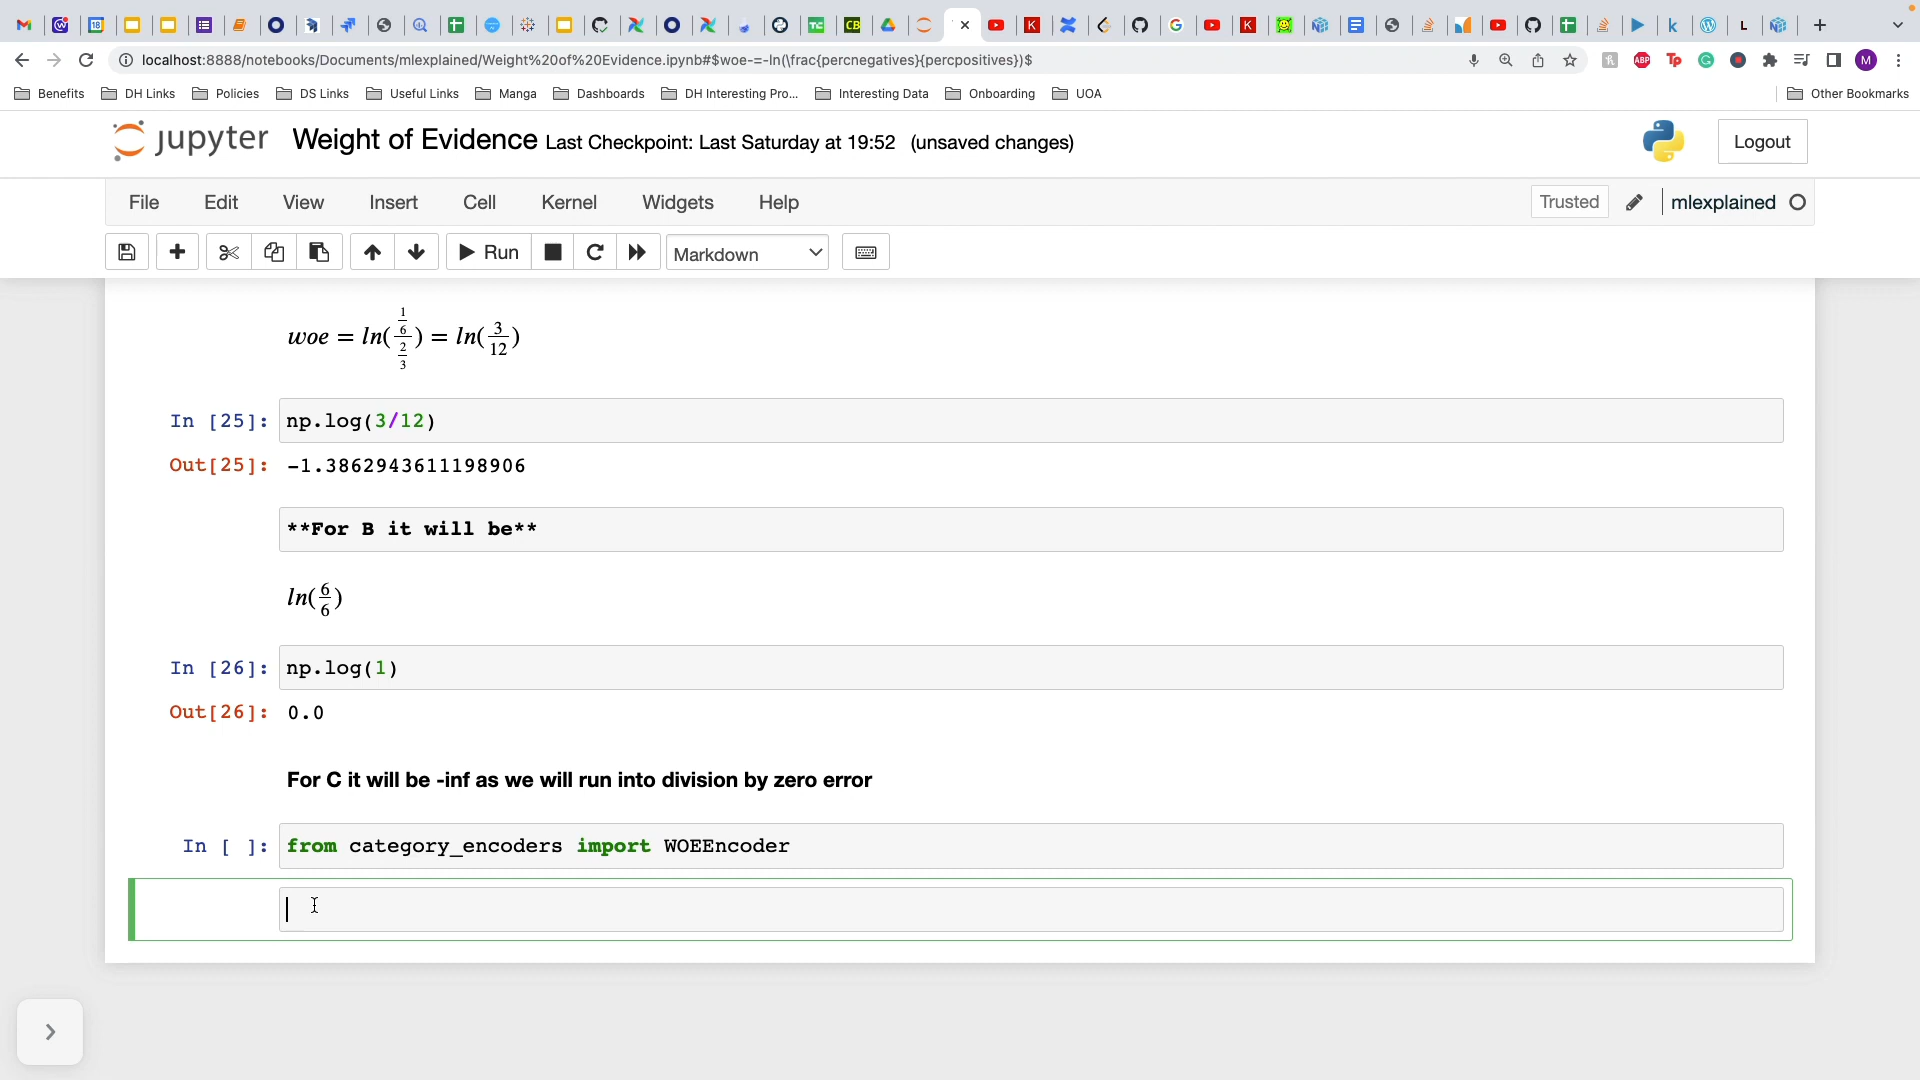 localhost:8888/notebooks/Documents/mlexplained/Weight%20of%20Evidence.ipynb#$woe-=-ln(\frac{percnegatives}{percpositives})$
Benefits DH Links Policies DS Links Useful Links Manga Dashboards DH Interesting Pro... Interesting Data Onboarding UOA Other Bookmarks
jupyter Weight of Evidence Last Checkpoint: Last Saturday at 19:52 (unsaved changes) Logout
File Edit View Insert Cell Kernel Widgets Help Trusted mlexplained
Run Markdown
woe = ln(\frac{\frac{1}{6}}{\frac{2}{3}}) = ln(\frac{3}{12})
In [25]: np.log(3/12)
Out[25]: -1.3862943611198906
**For B it will be**
ln(\frac{6}{6})
In [26]: np.log(1)
Out[26]: 0.0
For C it will be -inf as we will run into division by zero error
In [ ]: from category_encoders import WOEEncoder